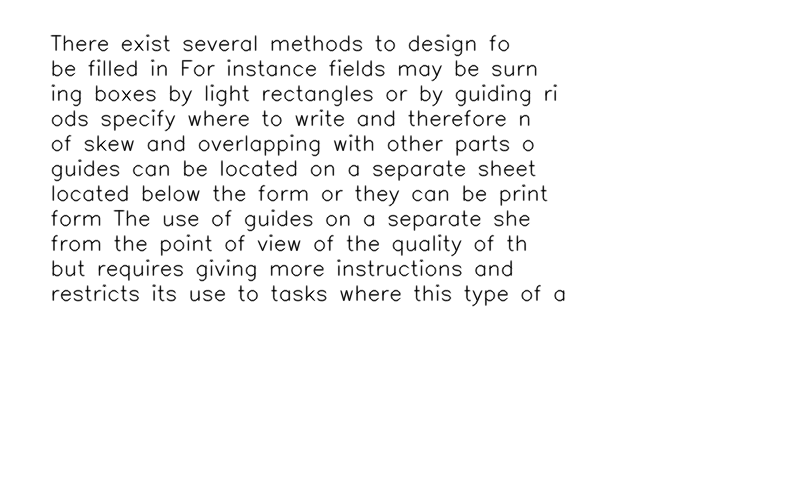 There exist several methods to design fo
be filled in For instance fields may be surn
ing boxes by light rectangles or by guiding ri
ods specify where to write and therefore n
of skew and overlapping with other parts o
guides can be located on a separate sheet
located below the form or they can be print
form The use of guides on a separate she
from the point of view of the quality of th
but requires giving more instructions and
restricts its use to tasks where this type of a